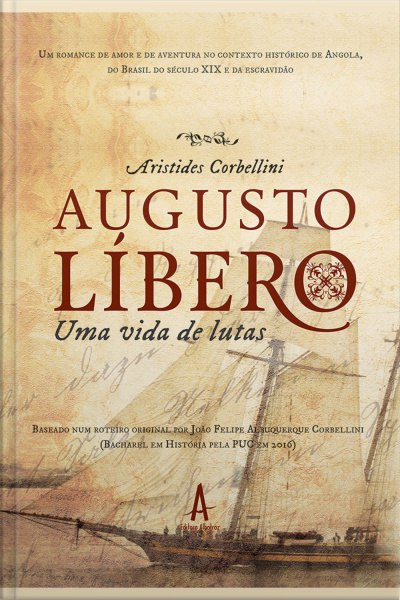 Um romance de amor e de aventura no contexto histórico de Angola,
do Brasil do século XIX e da escravidão
Aristides Corbellini
AUGUSTO
LÍBERO
Uma vida de lutas
Baseado num roteiro original por João Felipe Albuquerque Corbellini
(Bacharel em História pela PUC em 2016)
A